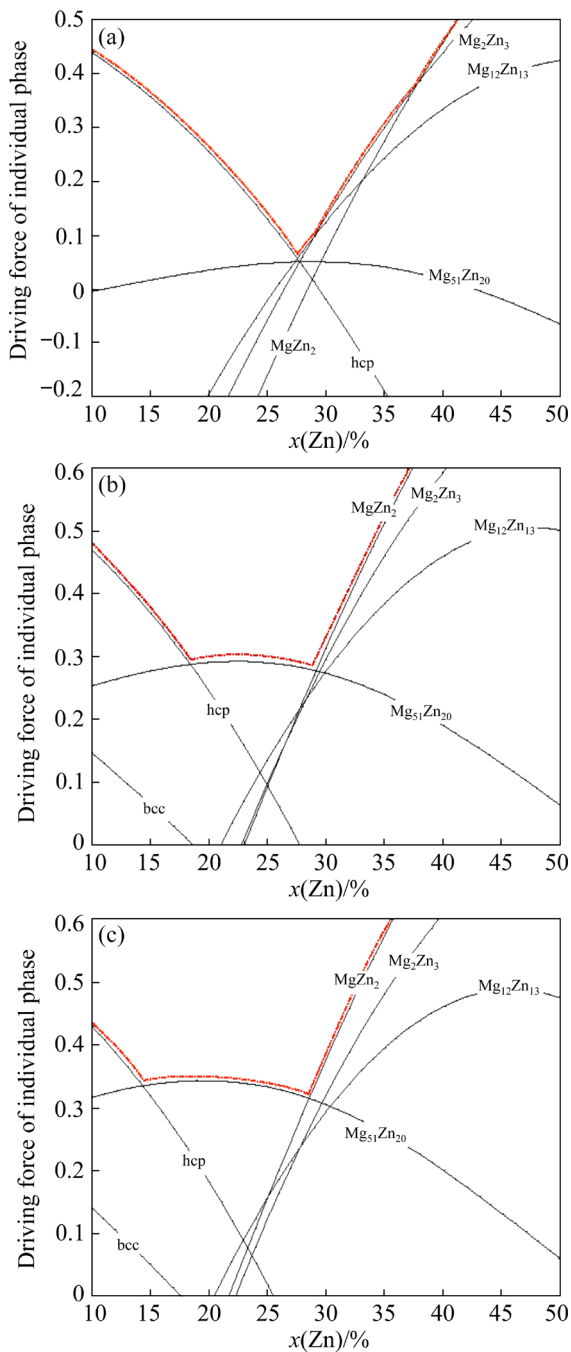 (a)
Driving force of individual phase
0.5
0.4
0.3
0.2
0.1
0
−0.1
−0.2
Mg₂Zn₃
Mg₁₂Zn₁₃
Mg₅₁Zn₂₀
MgZn₂
hcp
10 15 20 25 30 35 40 45 50
x(Zn)/%
(b)
Driving force of individual phase
0.6
0.5
0.4
0.3
0.2
0.1
0
MgZn₂
Mg₂Zn₃
Mg₁₂Zn₁₃
hcp
Mg₅₁Zn₂₀
bcc
10 15 20 25 30 35 40 45 50
x(Zn)/%
(c)
Driving force of individual phase
0.6
0.5
0.4
0.3
0.2
0.1
0
MgZn₂
Mg₂Zn₃
Mg₁₂Zn₁₃
hcp
Mg₅₁Zn₂₀
bcc
10 15 20 25 30 35 40 45 50
x(Zn)/%